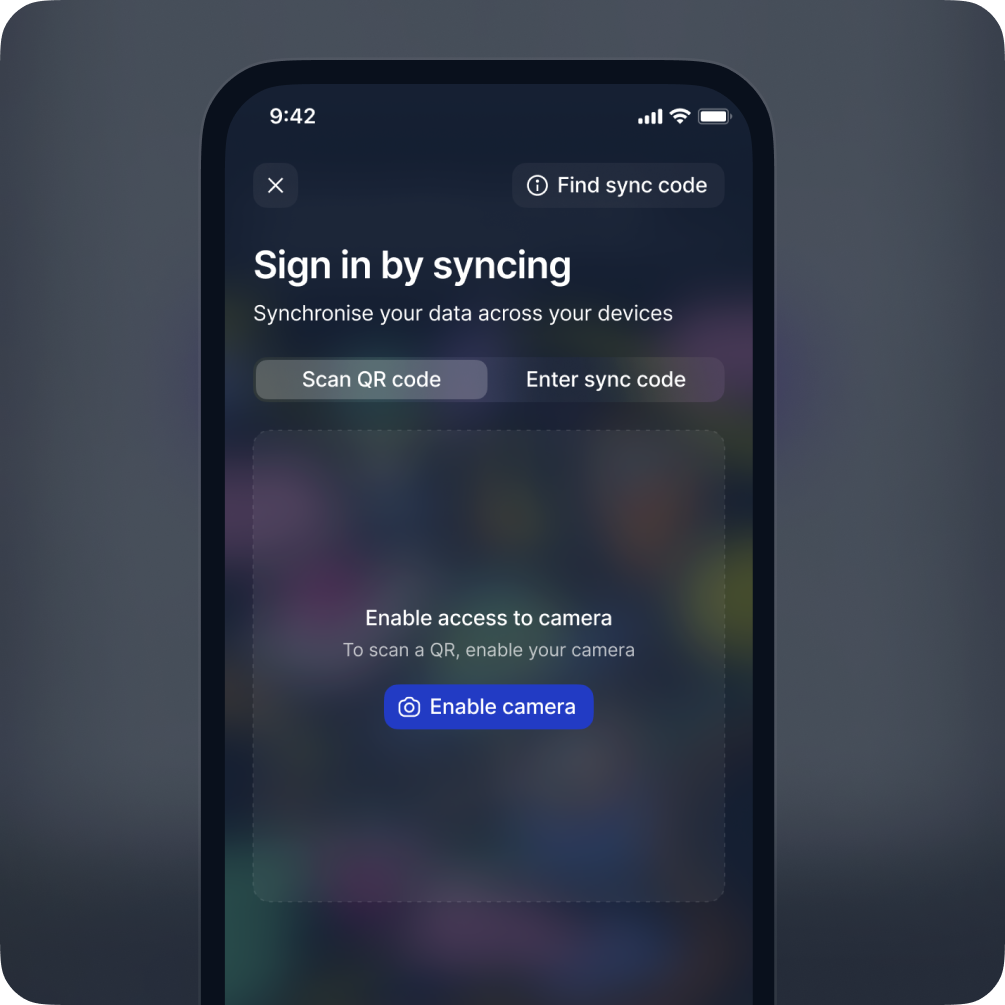 9:42
Find sync code
Sign in by syncing
Synchronise your data across your devices
Scan QR code
Enter sync code
Enable access to camera
To scan a QR, enable your camera
Enable camera